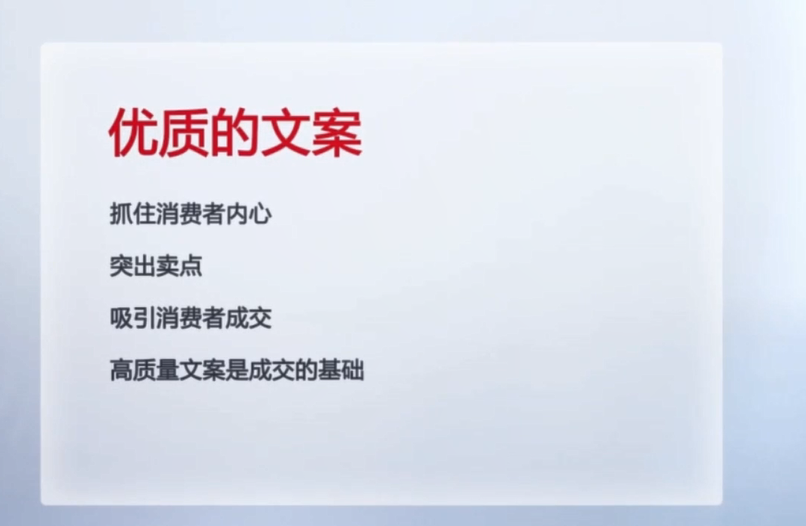 优质的文案
抓住消费者内心
突出卖点
吸引消费者成交
高质量文案是成交的基础